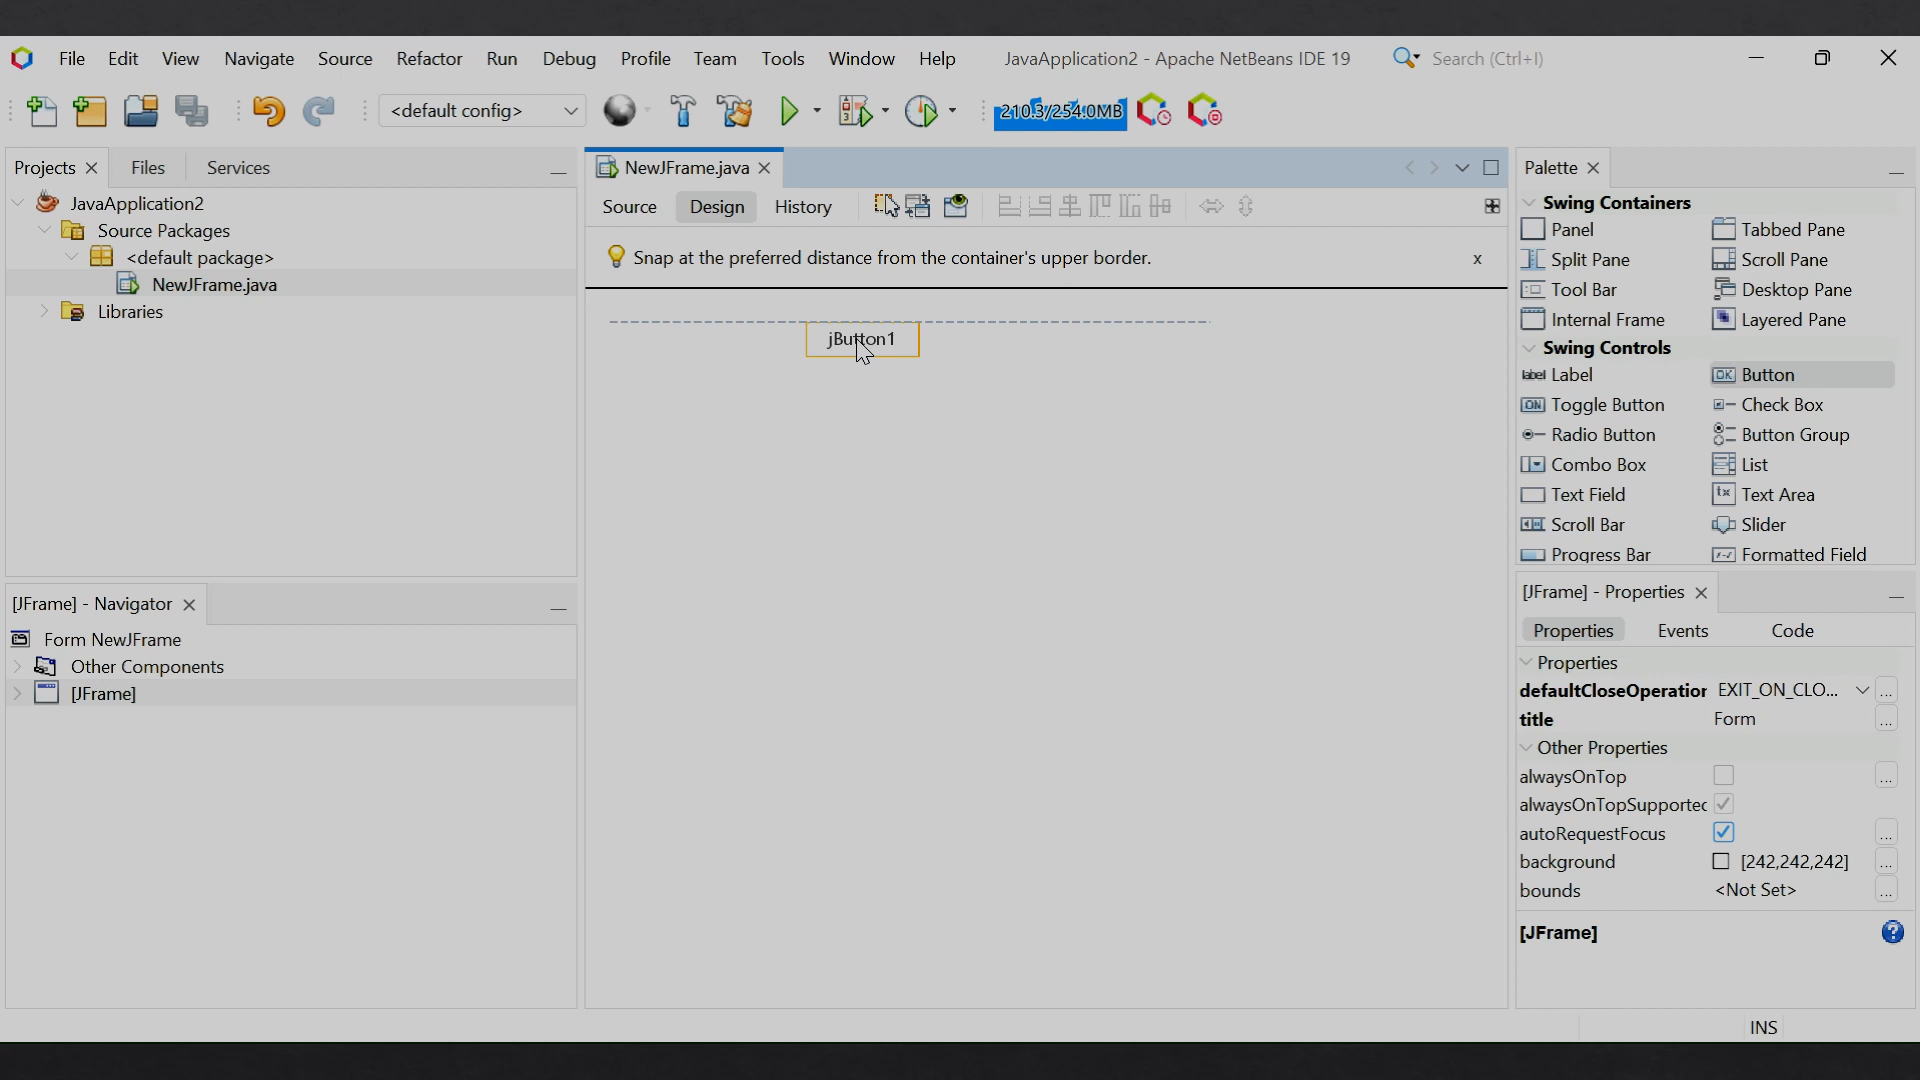 File Edit View Navigate Source Refactor Run Debug Profile Team Tools Window Help JavaApplication2 - Apache NetBeans IDE 19 Search (Ctrl+I)
<default config> 210.3/254.0MB
Projects Files Services
JavaApplication2
Source Packages
<default package>
NewJFrame.java
Libraries
[JFrame] - Navigator
Form NewJFrame
Other Components
[JFrame]
NewJFrame.java
Source Design History
Snap at the preferred distance from the container's upper border. x
jButton1
Palette
Swing Containers
Panel Tabbed Pane
Split Pane Scroll Pane
Tool Bar Desktop Pane
Internal Frame Layered Pane
Swing Controls
label Label OK Button
ON Toggle Button Check Box
Radio Button Button Group
Combo Box List
Text Field Text Area
Scroll Bar Slider
Progress Bar Formatted Field
[JFrame] - Properties
Properties Events Code
Properties
defaultCloseOperation EXIT_ON_CLO... ...
title Form ...
Other Properties
alwaysOnTop ...
alwaysOnTopSupported
autoRequestFocus ...
background [242,242,242] ...
bounds <Not Set> ...
[JFrame] ?
INS